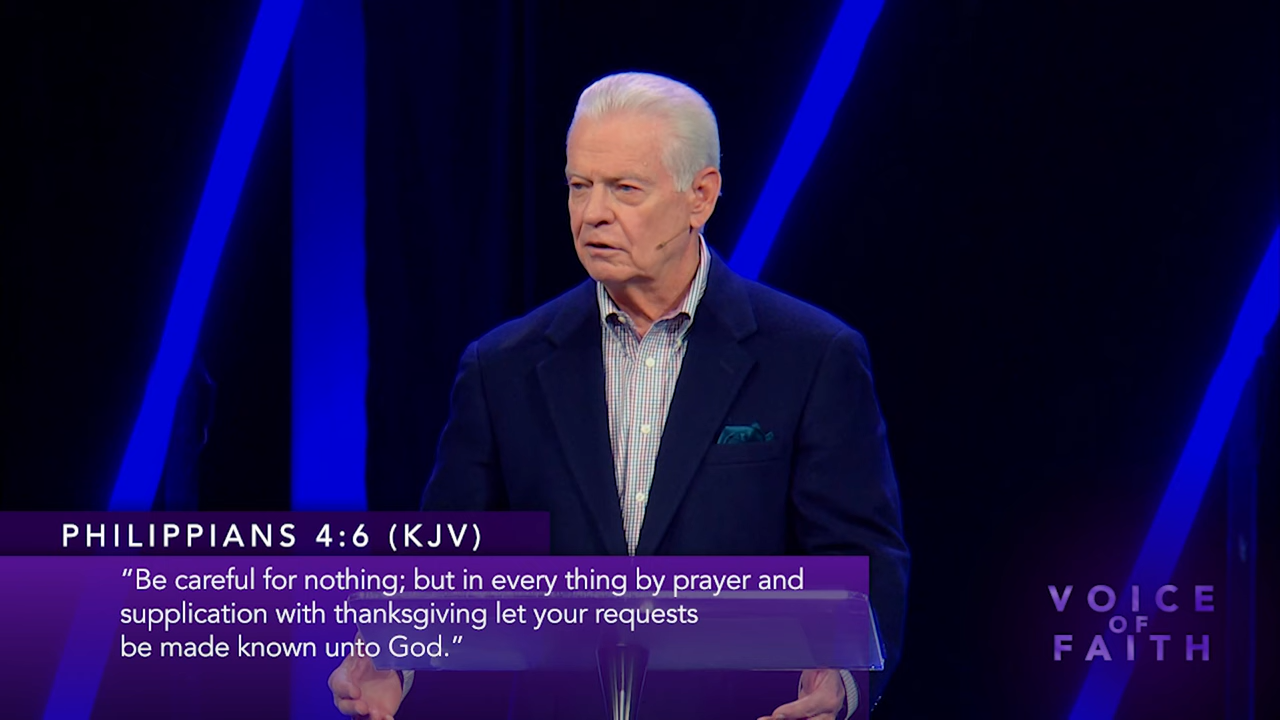 PHILIPPIANS 4:6 (KJV)
“Be careful for nothing; but in every thing by prayer and
supplication with thanksgiving let your requests
be made known unto God.”
VOICE
OF
FAITH